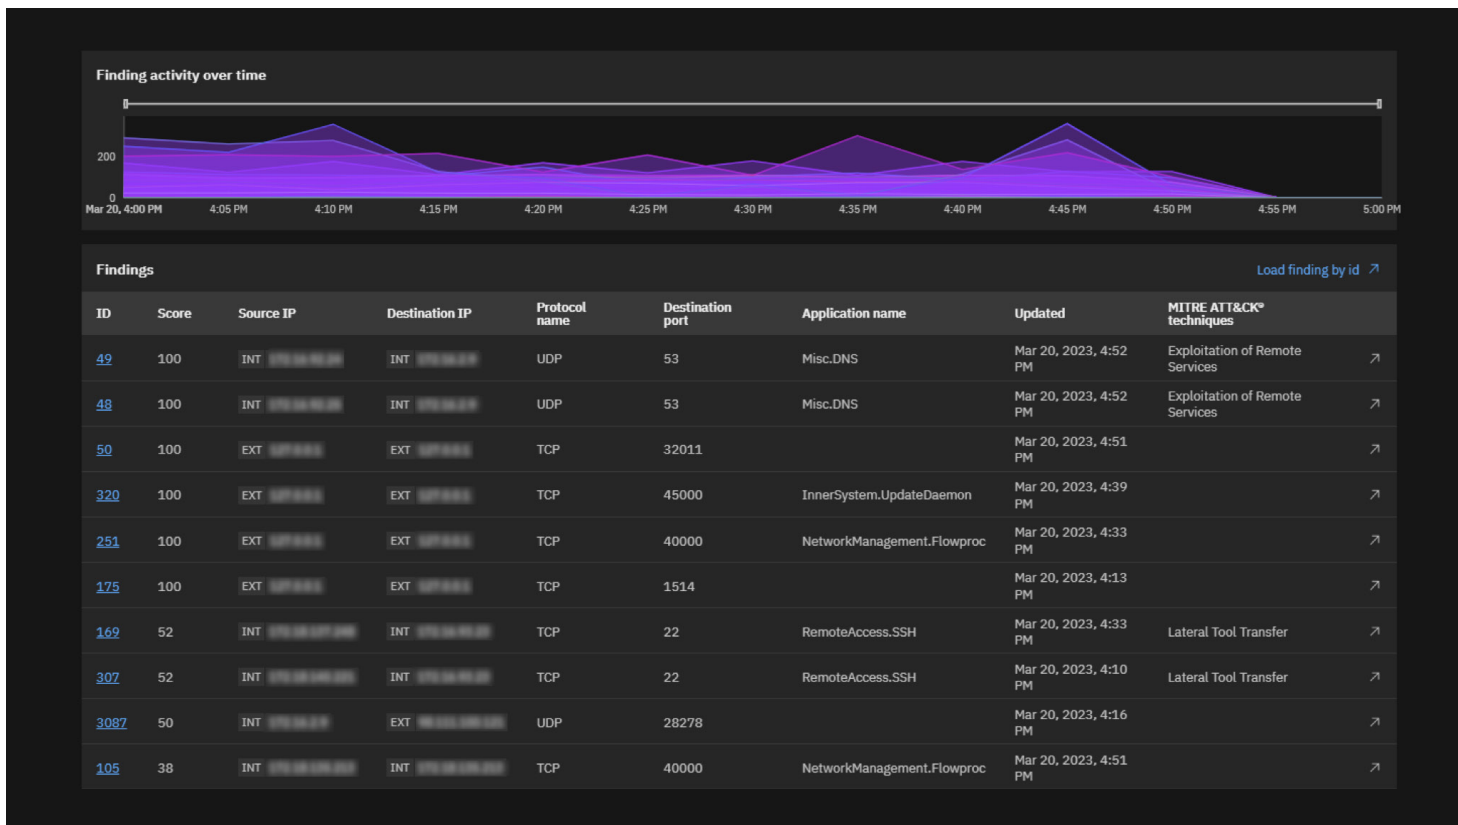 Finding activity over time
200
0
Mar 20, 4:00 PM 4:05 PM 4:10 PM 4:15 PM 4:20 PM 4:25 PM 4:30 PM 4:35 PM 4:40 PM 4:45 PM 4:50 PM 4:55 PM 5:00 PM
Findings Load finding by id
ID Score Source IP Destination IP Protocol name Destination port Application name Updated MITRE ATT&CK® techniques
49 100 INT INT UDP 53 Misc.DNS Mar 20, 2023, 4:52 PM Exploitation of Remote Services
48 100 INT INT UDP 53 Misc.DNS Mar 20, 2023, 4:52 PM Exploitation of Remote Services
50 100 EXT EXT TCP 32011 Mar 20, 2023, 4:51 PM
320 100 EXT EXT TCP 45000 InnerSystem.UpdateDaemon Mar 20, 2023, 4:39 PM
251 100 EXT EXT TCP 40000 NetworkManagement.Flowproc Mar 20, 2023, 4:33 PM
175 100 EXT EXT TCP 1514 Mar 20, 2023, 4:13 PM
169 52 INT INT TCP 22 RemoteAccess.SSH Mar 20, 2023, 4:33 PM Lateral Tool Transfer
307 52 INT INT TCP 22 RemoteAccess.SSH Mar 20, 2023, 4:10 PM Lateral Tool Transfer
3087 50 INT EXT UDP 28278 Mar 20, 2023, 4:16 PM
105 38 INT INT TCP 40000 NetworkManagement.Flowproc Mar 20, 2023, 4:51 PM